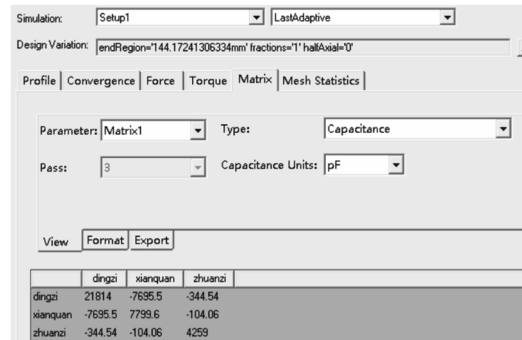 Simulation: Setup1 LastAdaptive
Design Variation: endRegion='144.17241306334mm' fractions='1' halfAxial='0'
Profile Convergence Force Torque Matrix Mesh Statistics
Parameter: Matrix1 Type: Capacitance
Pass: 3 Capacitance Units: pF
View Format Export
dingzi xianquan zhuanzi
dingzi 21814 -7695.5 -344.54
xianquan -7695.5 7799.6 -104.06
zhuanzi -344.54 -104.06 4259